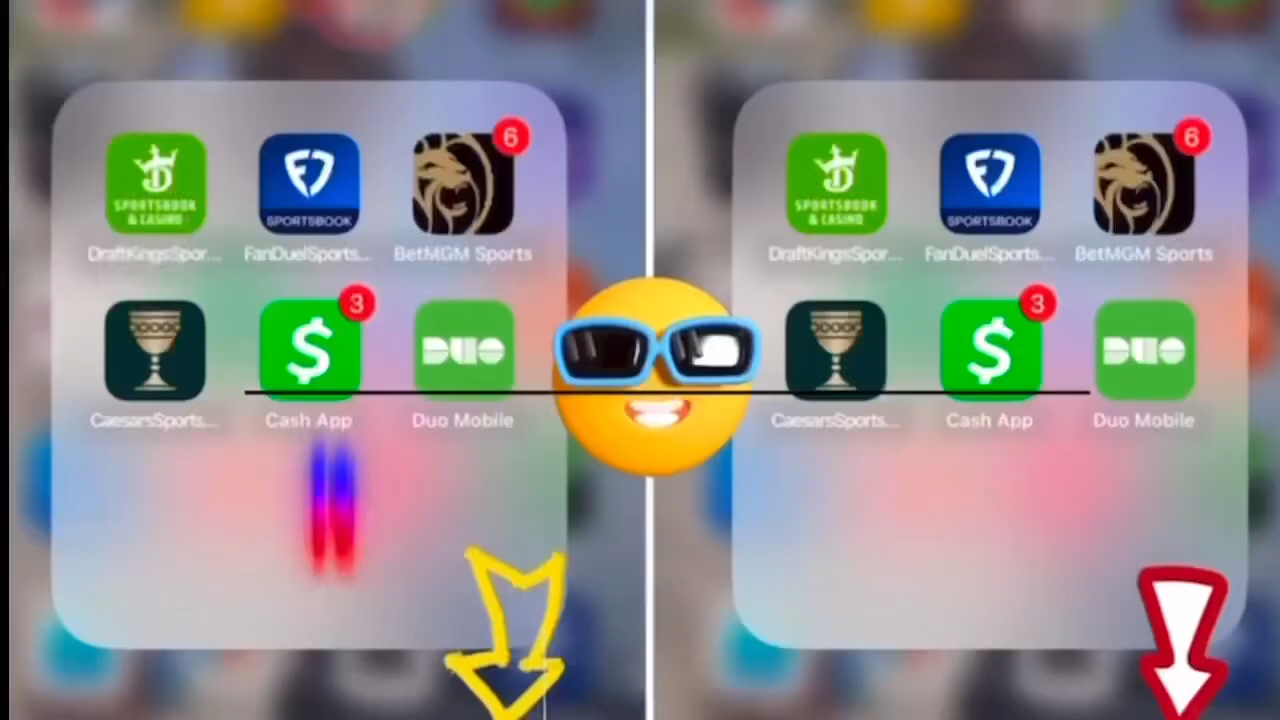 6
DK SPORTSBOOK
& CASINO
SPORTSBOOK
DraftKingsSpor...
FanDuelSports...
BetMGM Sports
3
$
DUO
CaesarsSports...
Cash App
Duo Mobile
6
SPORTSBOOK
& CASINO
SPORTSBOOK
DraftKingsSpor...
FanDuelSports...
BetMGM Sports
3
$
DUO
CaesarsSports...
Cash App
Duo Mobile